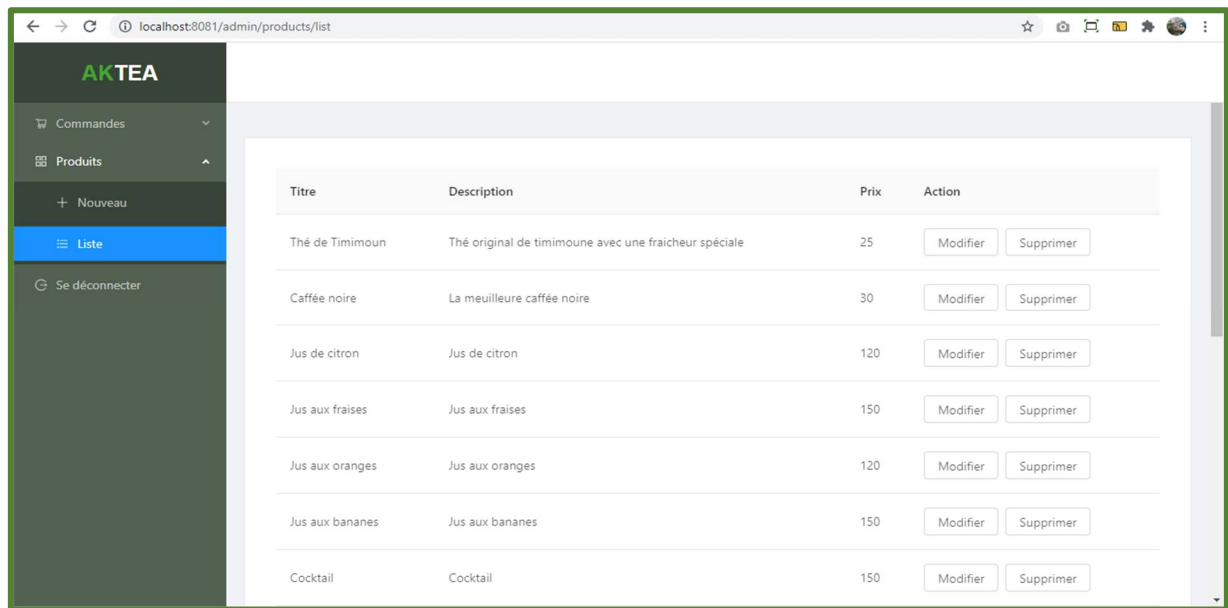 localhost:8081/admin/products/list
AKTEA
Commandes
Produits
Nouveau
Liste
Se déconnecter
Titre Description Prix Action
Thé de Timimoun Thé original de timimoune avec une fraicheur spéciale 25 Modifier Supprimer
Caffée noire La meuilleure caffée noire 30 Modifier Supprimer
Jus de citron Jus de citron 120 Modifier Supprimer
Jus aux fraises Jus aux fraises 150 Modifier Supprimer
Jus aux oranges Jus aux oranges 120 Modifier Supprimer
Jus aux bananes Jus aux bananes 150 Modifier Supprimer
Cocktail Cocktail 150 Modifier Supprimer